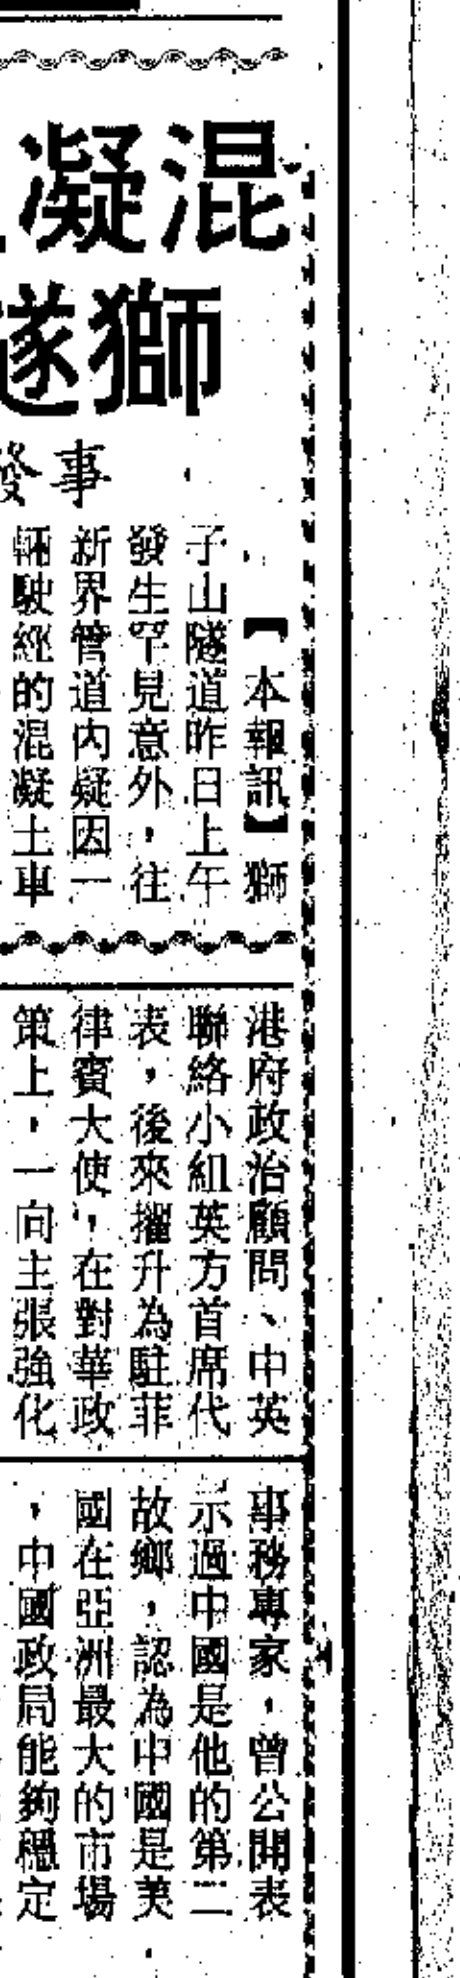 混凝
獅隧
事發
【本報訊】獅
子山隧道昨日上午
發生罕見意外，往
新界管道內疑因一
輛駛經的混凝土車
港府政治顧問、中英
聯絡小組英方首席代
表，後來擢升為駐菲
律賓大使，在對華政
策上，一向主張強化
事務專家，曾公開表
示過中國是他的第二
故鄉，認為中國是美
國在亞洲最大的市場
，中國政局能夠穩定